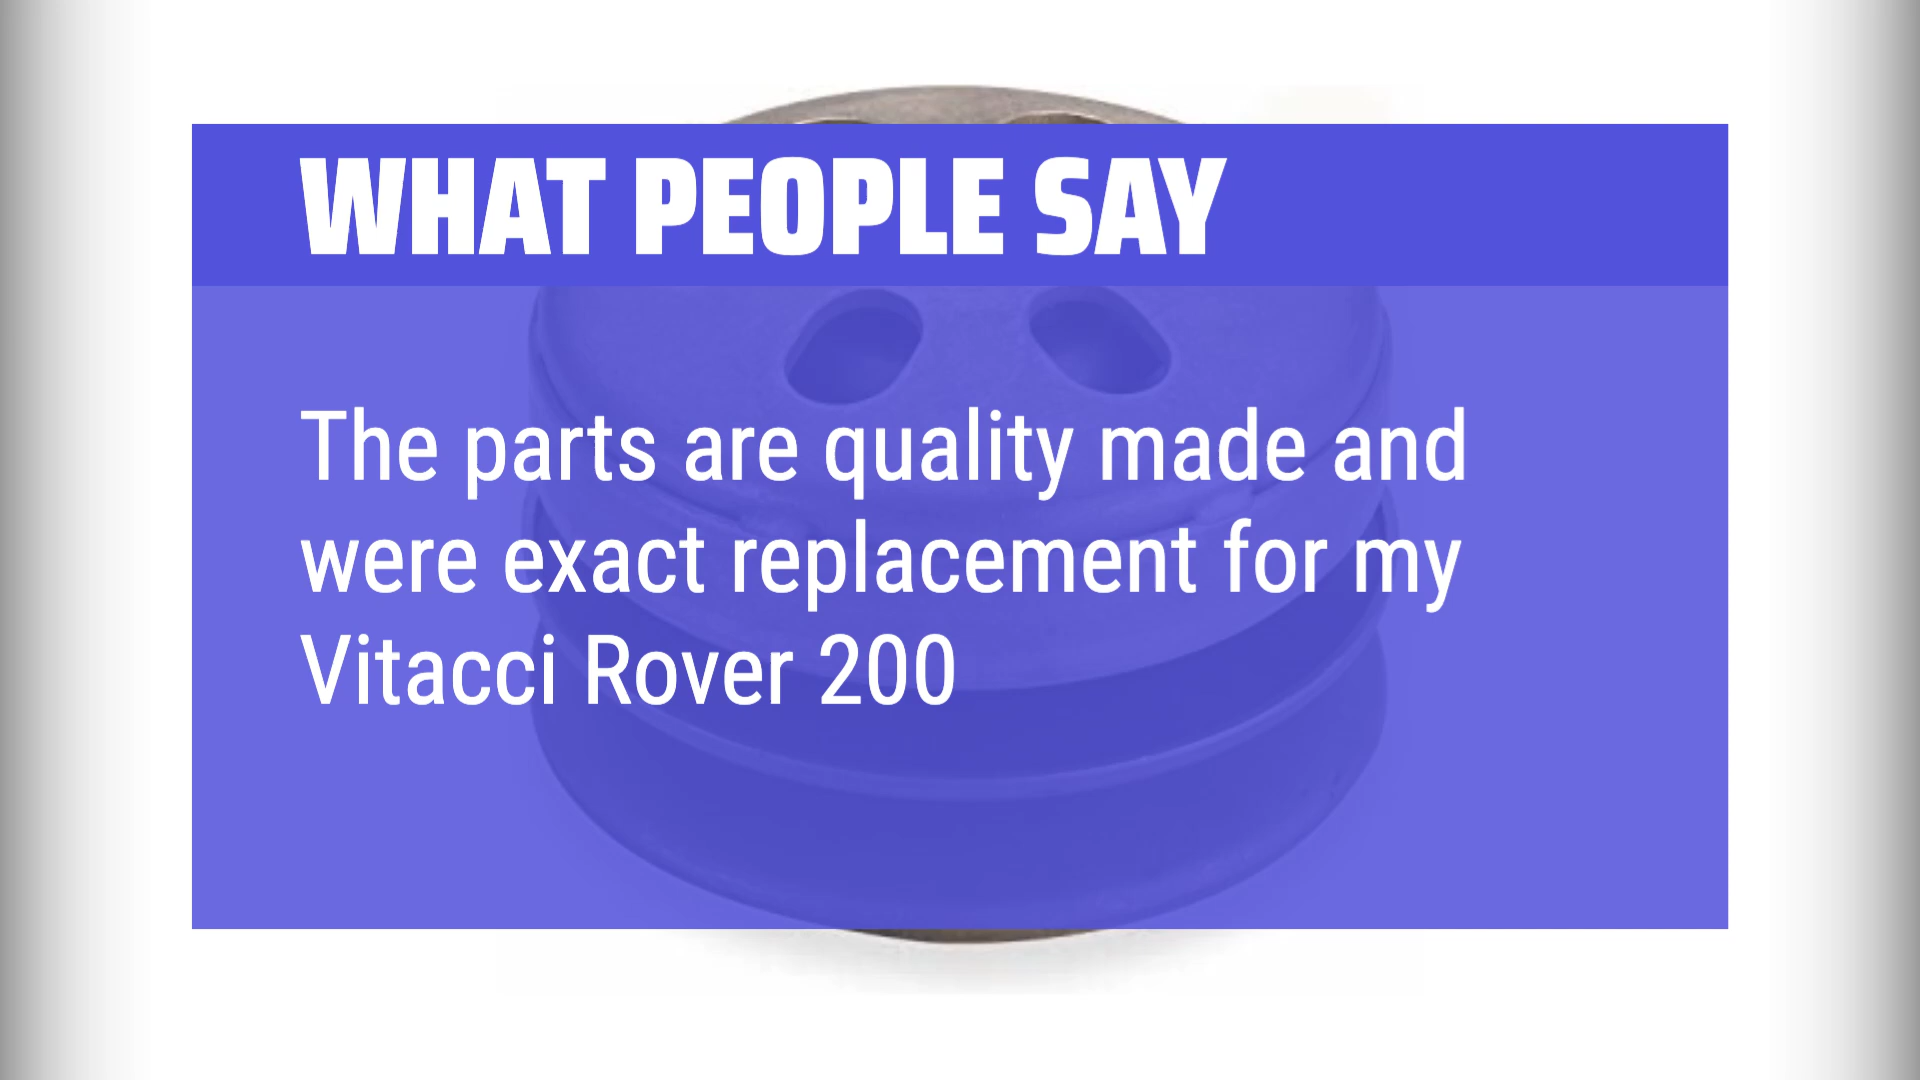 WHAT PEOPLE SAY
The parts are quality made and
were exact replacement for my
Vitacci Rover 200